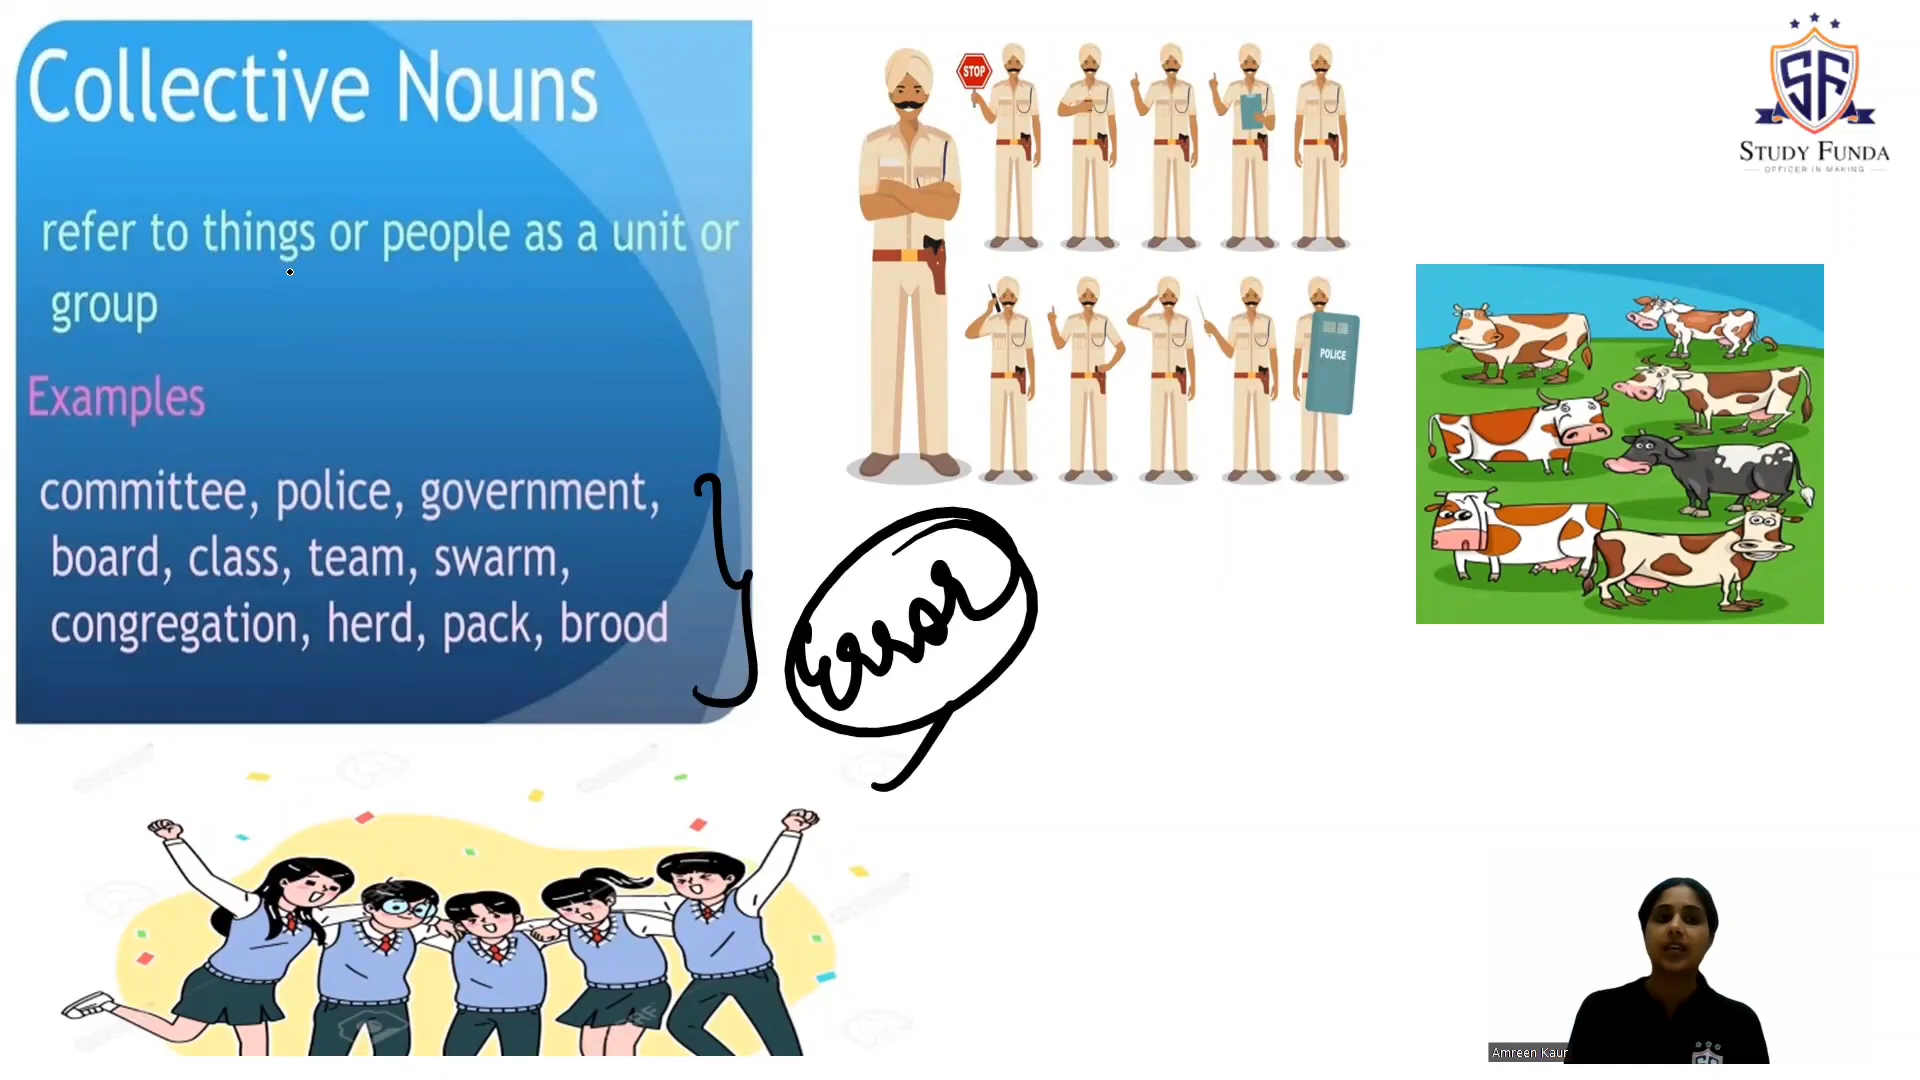 Collective Nouns
refer to things or people as a unit or
group
Examples
committee, police, government,
board, class, team, swarm,
congregation, herd, pack, brood
Error
STOP
POLICE
SF
STUDY FUNDA
OFFICER IN MAKING
Amreen Kaur